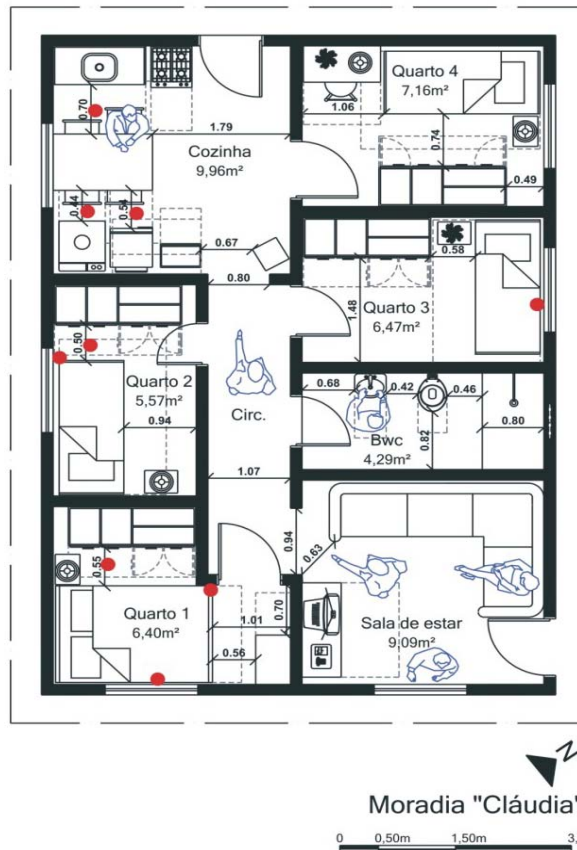 Quarto 4
7,16m²
1.06
0.74
0.49
0.70
1.79
Cozinha
9,96m²
0.44
0.54
0.67
0.80
0.58
1.48
Quarto 3
6,47m²
0.50
Quarto 2
5,57m²
0.94
Circ.
0.68
0.42
0.46
0.82
Bwc
4,29m²
0.80
1.07
0.94
0.63
0.55
Quarto 1
6,40m²
0.70
1.01
0.56
Sala de estar
9,09m²
N
Moradia "Cláudia"
0 0,50m 1,50m 3,